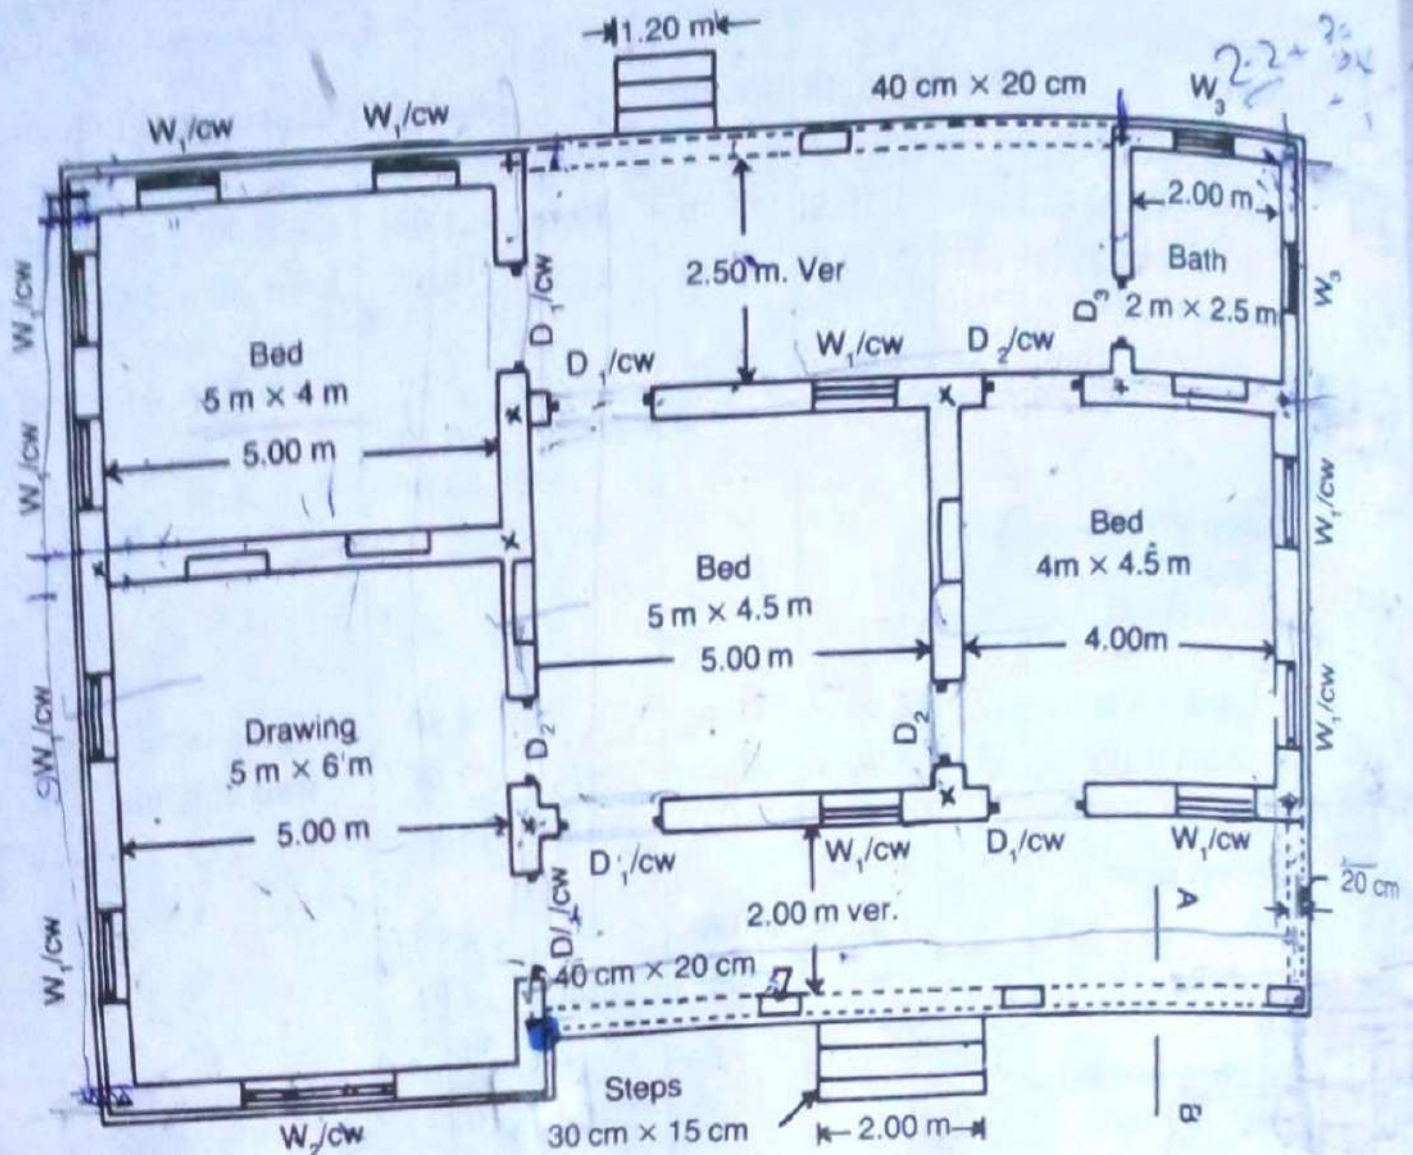 1.20 m
2.2+
40 cm × 20 cm
W₃
W₁/cw
W₁/cw
2.00 m
Bath
2 m × 2.5 m
W₃
D₃
2.50 m. Ver
D₁/cw
W₁/cw
W₁/cw
Bed
5 m × 4 m
5.00 m
D₁/cw
W₁/cw
D₂/cw
Bed
5 m × 4.5 m
5.00 m
Bed
4m × 4.5 m
4.00m
W₁/cw
W₁/cw
D₂
D₂
W₁/cw
Drawing
5 m × 6 m
5.00 m
W₁/cw
D₁/cw
W₁/cw
D₁/cw
W₁/cw
2.00 m ver.
A
20 cm
40 cm × 20 cm
Steps
30 cm × 15 cm
2.00 m
B
W₂/cw